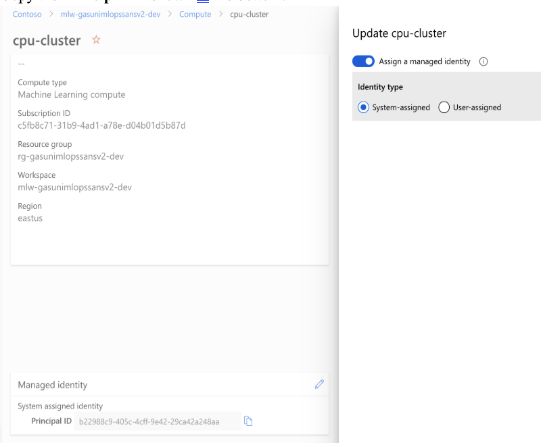 Contoso > mlw-gasunimlopssansv2-dev > Compute > cpu-cluster
cpu-cluster
--
Compute type
Machine Learning compute
Subscription ID
c5fb8c71-31b9-4ad1-a78e-d04b01d5b87d
Resource group
rg-gasunimlopssansv2-dev
Workspace
mlw-gasunimlopssansv2-dev
Region
eastus
Managed identity
System assigned identity
Principal ID b22988c9-405c-4cff-9e42-29ca42a248aa
Update cpu-cluster
Assign a managed identity
Identity type
System-assigned User-assigned